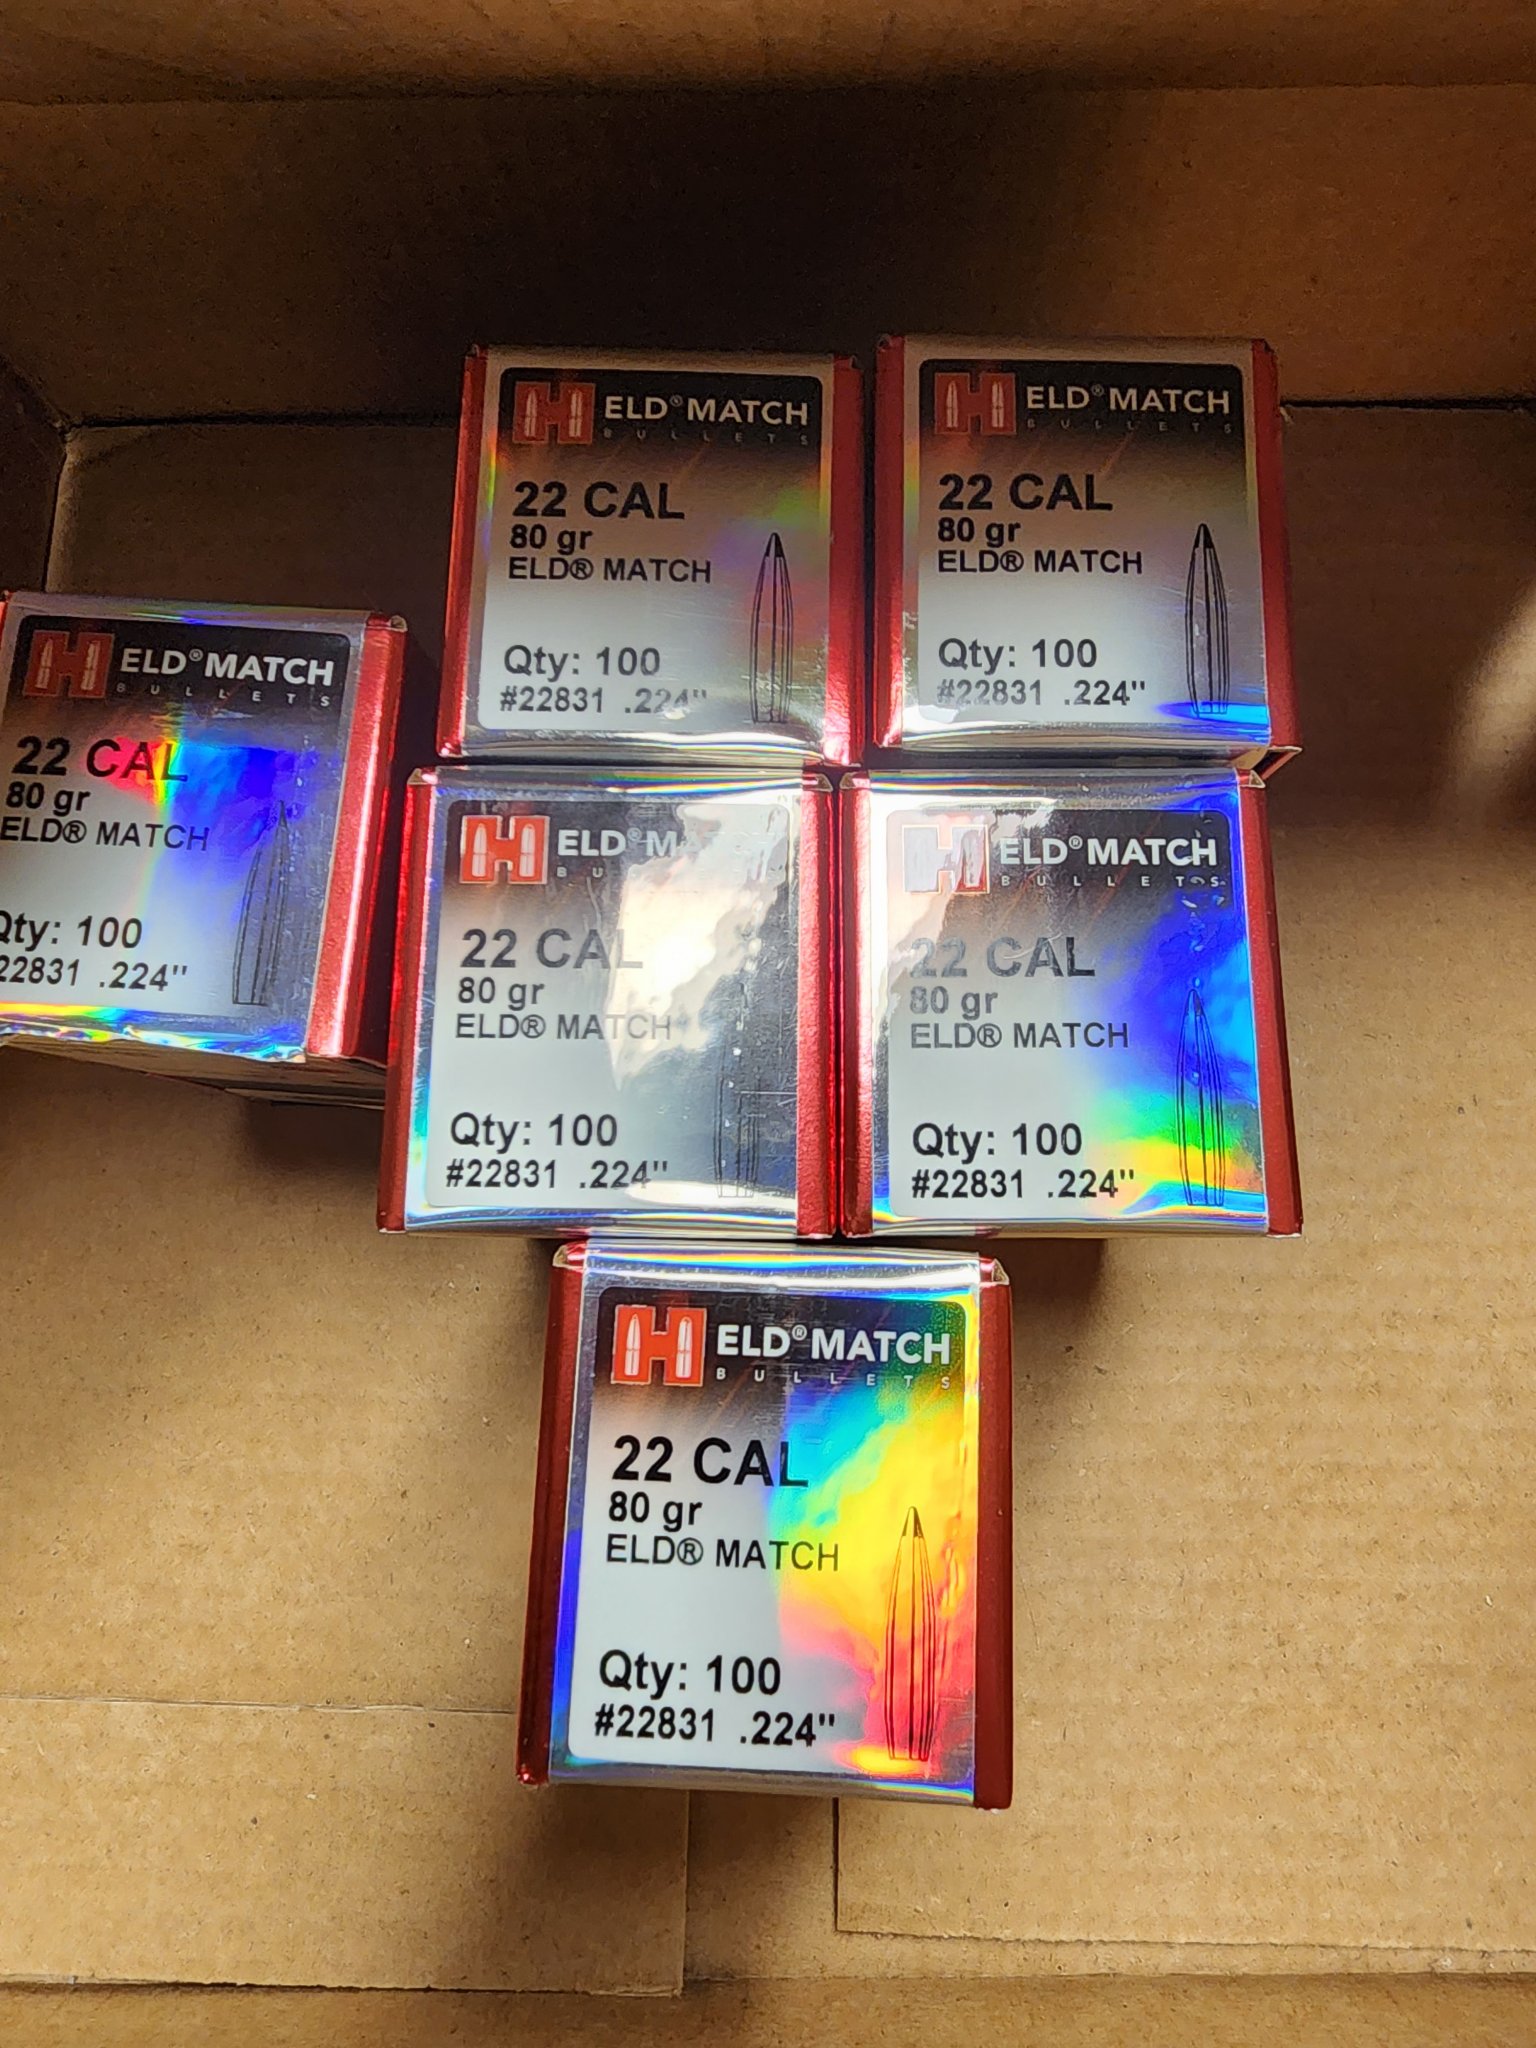 ELD® MATCH
BULLETS
22 CAL
80 gr
ELD® MATCH
Qty: 100
#22831 .224"
ELD® MATCH
BULLETS
22 CAL
80 gr
ELD® MATCH
Qty: 100
#22831 .224"
ELD® MATCH
BULLETS
22 CAL
80 gr
ELD® MATCH
Qty: 100
22831 .224"
ELD® MA
BU
22 CAL
80 gr
ELD® MATCH
Qty: 100
#22831 .224"
ELD® MATCH
BULLETS
22 CAL
80 gr
ELD® MATCH
Qty: 100
#22831 .224"
ELD® MATCH
BULLETS
22 CAL
80 gr
ELD® MATCH
Qty: 100
#22831 .224"